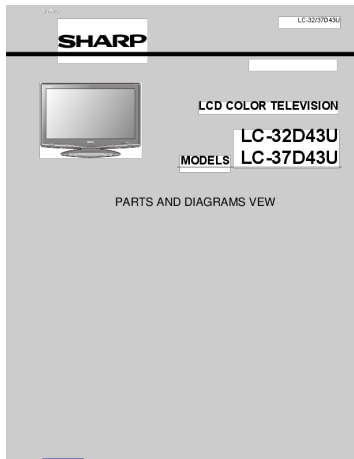 LC-32/37D43U
SHARP
LCD COLOR TELEVISION
LC-32D43U
MODELS LC-37D43U
PARTS AND DIAGRAMS VEW